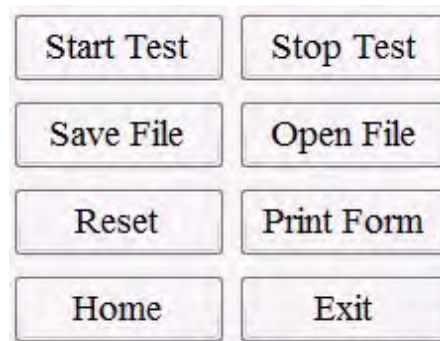 Start Test Stop Test
Save File Open File
Reset Print Form
Home Exit